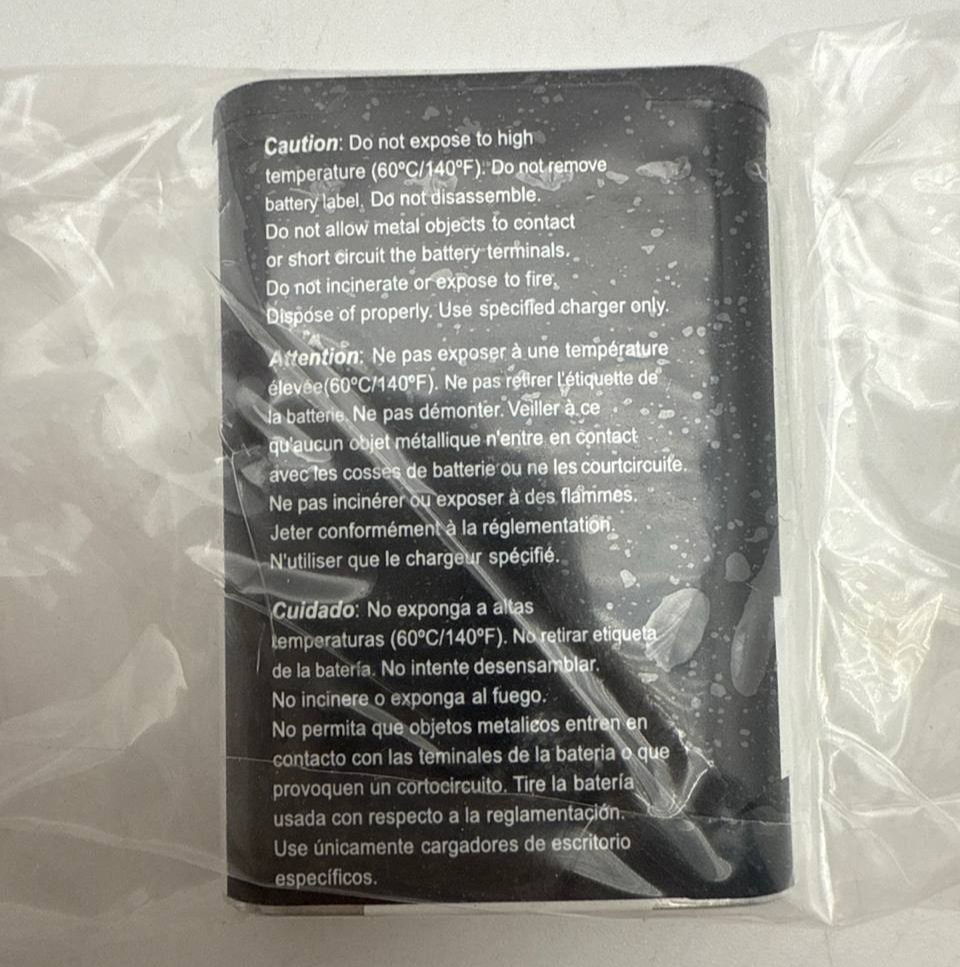 Caution: Do not expose to high
temperature (60ºC/140ºF). Do not remove
battery label. Do not disassemble.
Do not allow metal objects to contact
or short circuit the battery terminals.
Do not incinerate or expose to fire.
Dispose of properly. Use specified charger only.
Attention: Ne pas exposer à une température
élevée(60ºC/140ºF). Ne pas retirer l'étiquette de
la batterie. Ne pas démonter. Veiller à ce
qu'aucun objet métallique n'entre en contact
avec les cosses de batterie ou ne les courtcircuite.
Ne pas incinérer ou exposer à des flammes.
Jeter conformément à la réglementation.
N'utiliser que le chargeur spécifié.
Cuidado: No exponga a altas
temperaturas (60ºC/140ºF). No retirar etiqueta
de la batería. No intente desensamblar.
No incinere o exponga al fuego.
No permita que objetos metalicos entren en
contacto con las teminales de la bateria o que
provoquen un cortocircuito. Tire la batería
usada con respecto a la reglamentación.
Use únicamente cargadores de escritorio
específicos.